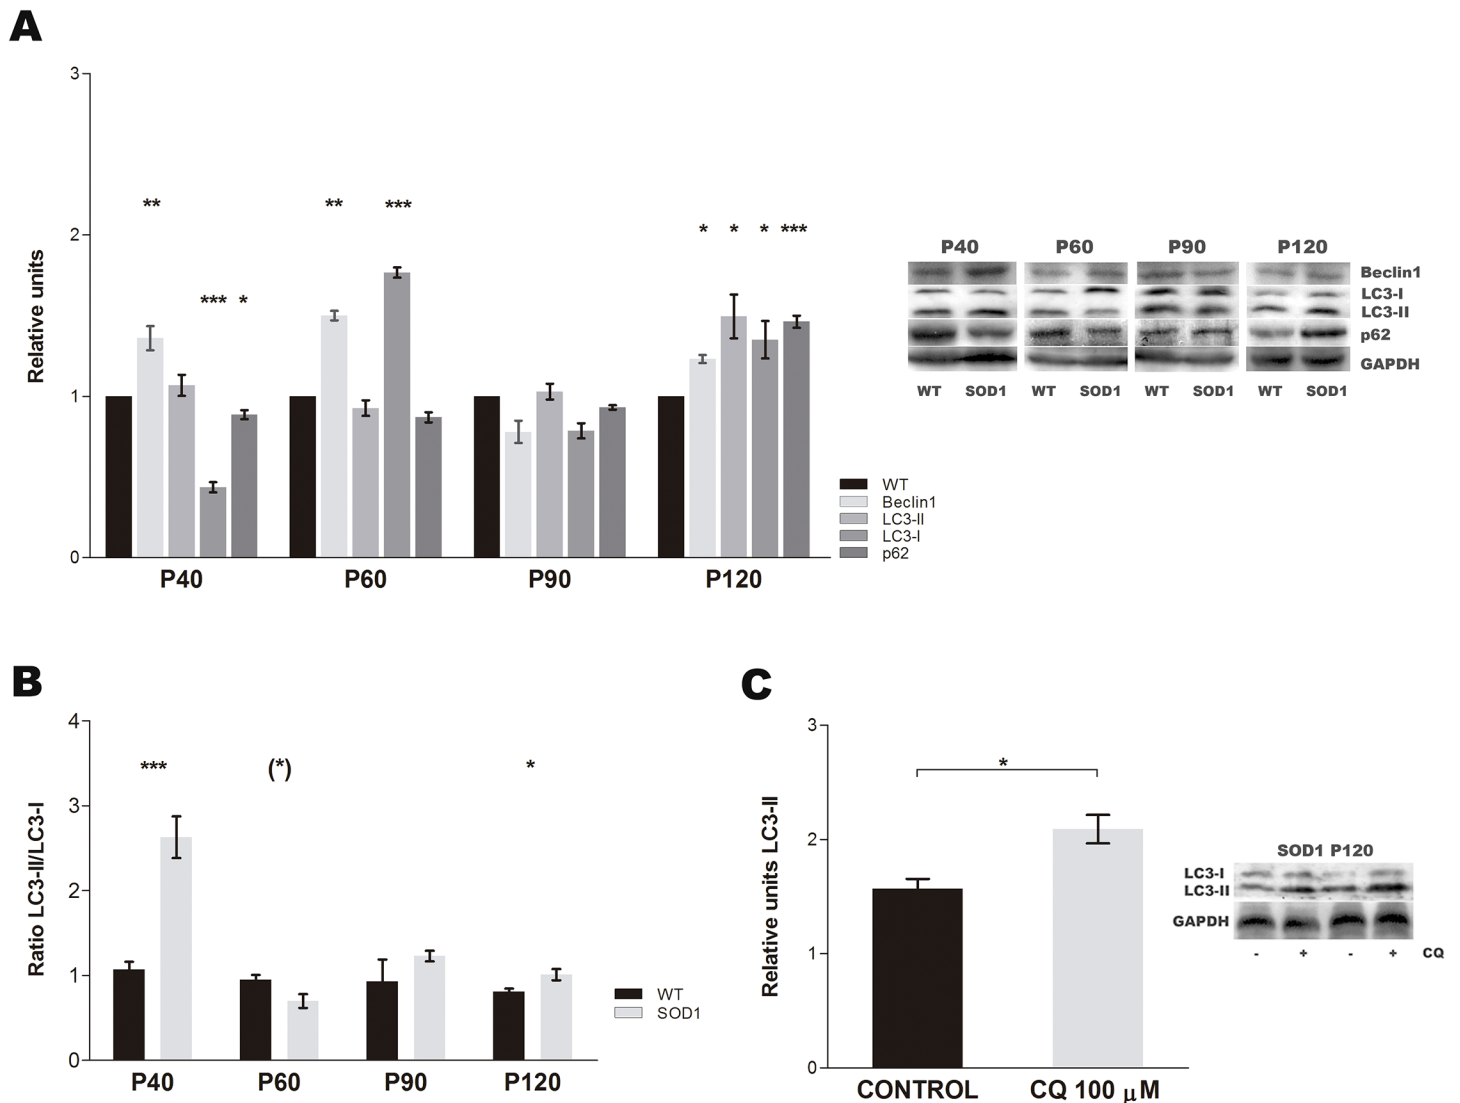 A
3
2
1
0
Relative units
** *** *
** ***
* * * ***
P40 P60 P90 P120
WT
Beclin1
LC3-II
LC3-I
p62
P40 P60 P90 P120
Beclin1
LC3-I
LC3-II
p62
GAPDH
WT SOD1 WT SOD1 WT SOD1 WT SOD1
B
4
3
2
1
0
Ratio LC3-II/LC3-I
*** (*) *
P40 P60 P90 P120
WT
SOD1
C
3
2
1
0
Relative units LC3-II
*
CONTROL CQ 100 µM
SOD1 P120
LC3-I
LC3-II
GAPDH
- + - + CQ